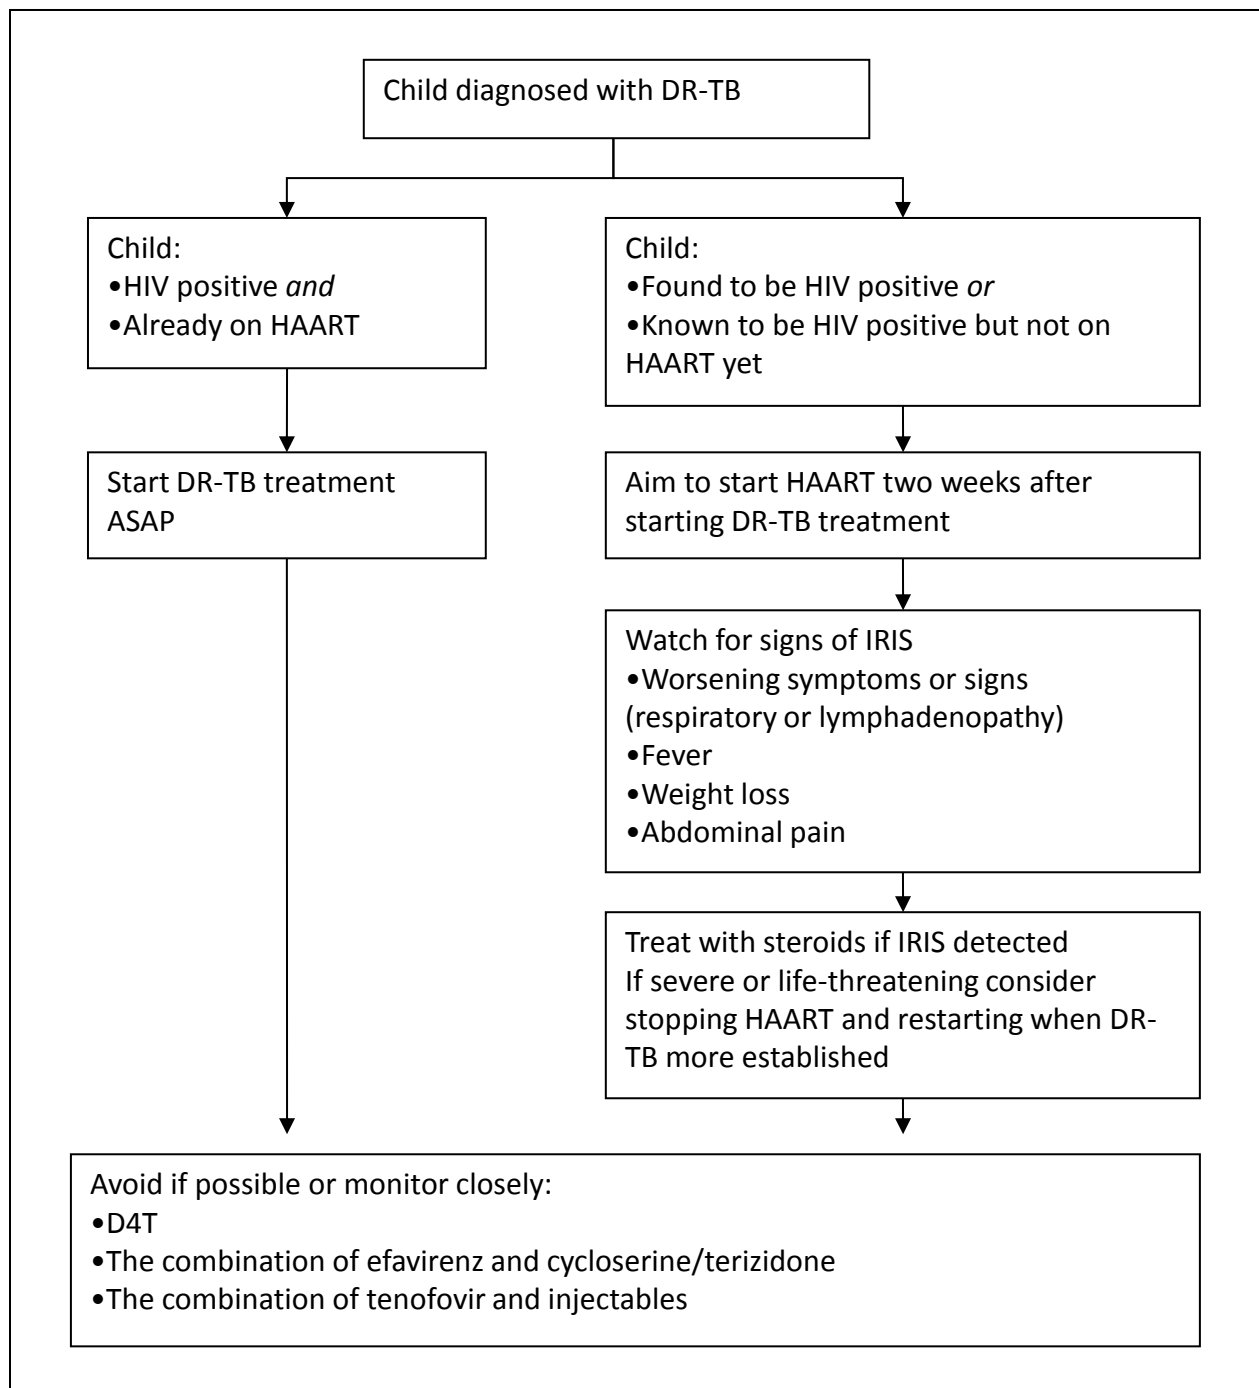 Child diagnosed with DR-TB
Child:
•HIV positive and
•Already on HAART
Child:
•Found to be HIV positive or
•Known to be HIV positive but not on
HAART yet
Start DR-TB treatment
ASAP
Aim to start HAART two weeks after
starting DR-TB treatment
Watch for signs of IRIS
•Worsening symptoms or signs
(respiratory or lymphadenopathy)
•Fever
•Weight loss
•Abdominal pain
Treat with steroids if IRIS detected
If severe or life-threatening consider
stopping HAART and restarting when DR-
TB more established
Avoid if possible or monitor closely:
•D4T
•The combination of efavirenz and cycloserine/terizidone
•The combination of tenofovir and injectables